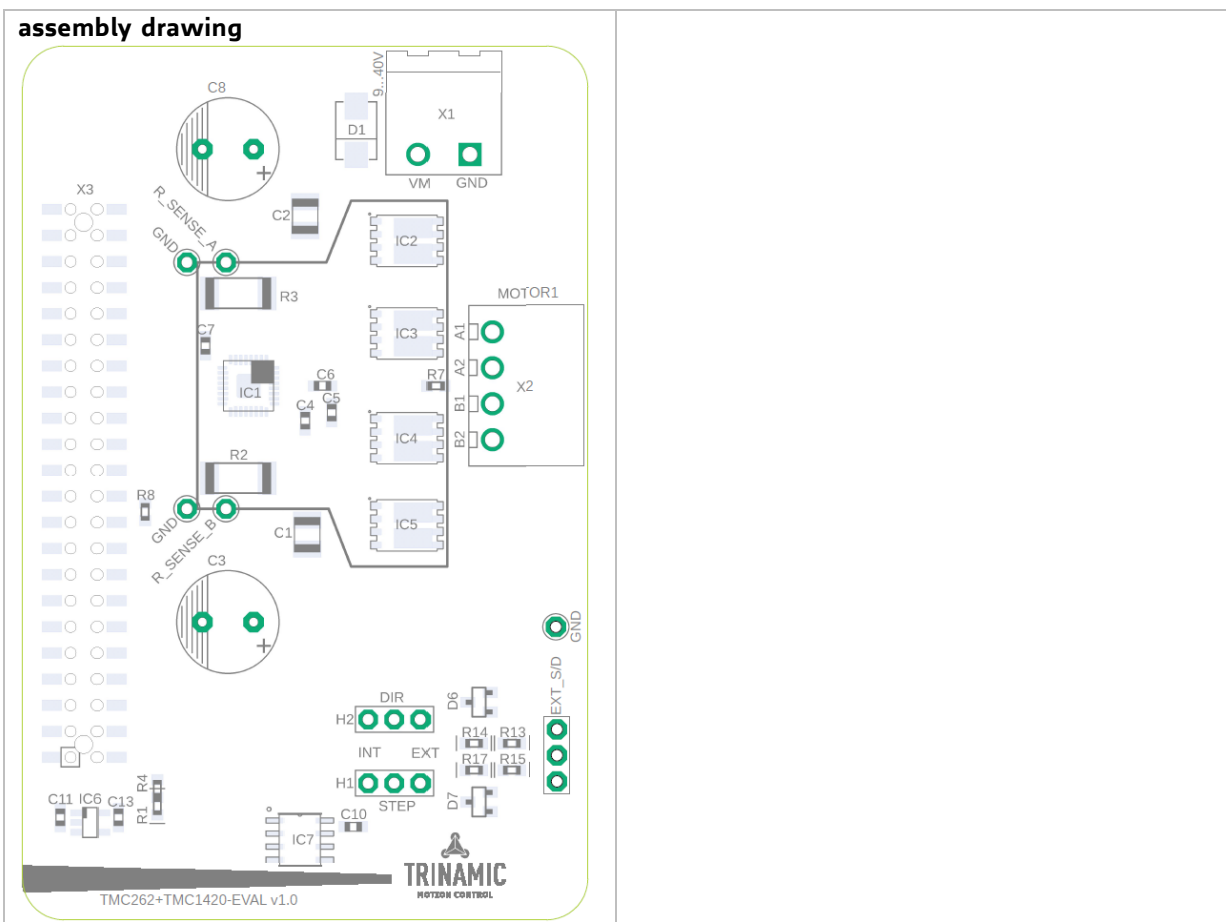 assembly drawing
C8
9...40V
X1
D1
VM
GND
X3
R_SENSE_A
GND
C2
IC2
R3
MOTOR1
C7
IC3
A1
A2
B1
B2
X2
IC1
C6
C4
C5
R7
IC4
R2
R8
GND
R_SENSE_B
C1
IC5
C3
GND
EXT_S/D
DIR
H2
D6
INT
EXT
R14
R13
R17
R15
H1
STEP
D7
R4
R1
C11
IC6
C13
C10
IC7
TRINAMIC
MOTION CONTROL
TMC262+TMC1420-EVAL v1.0